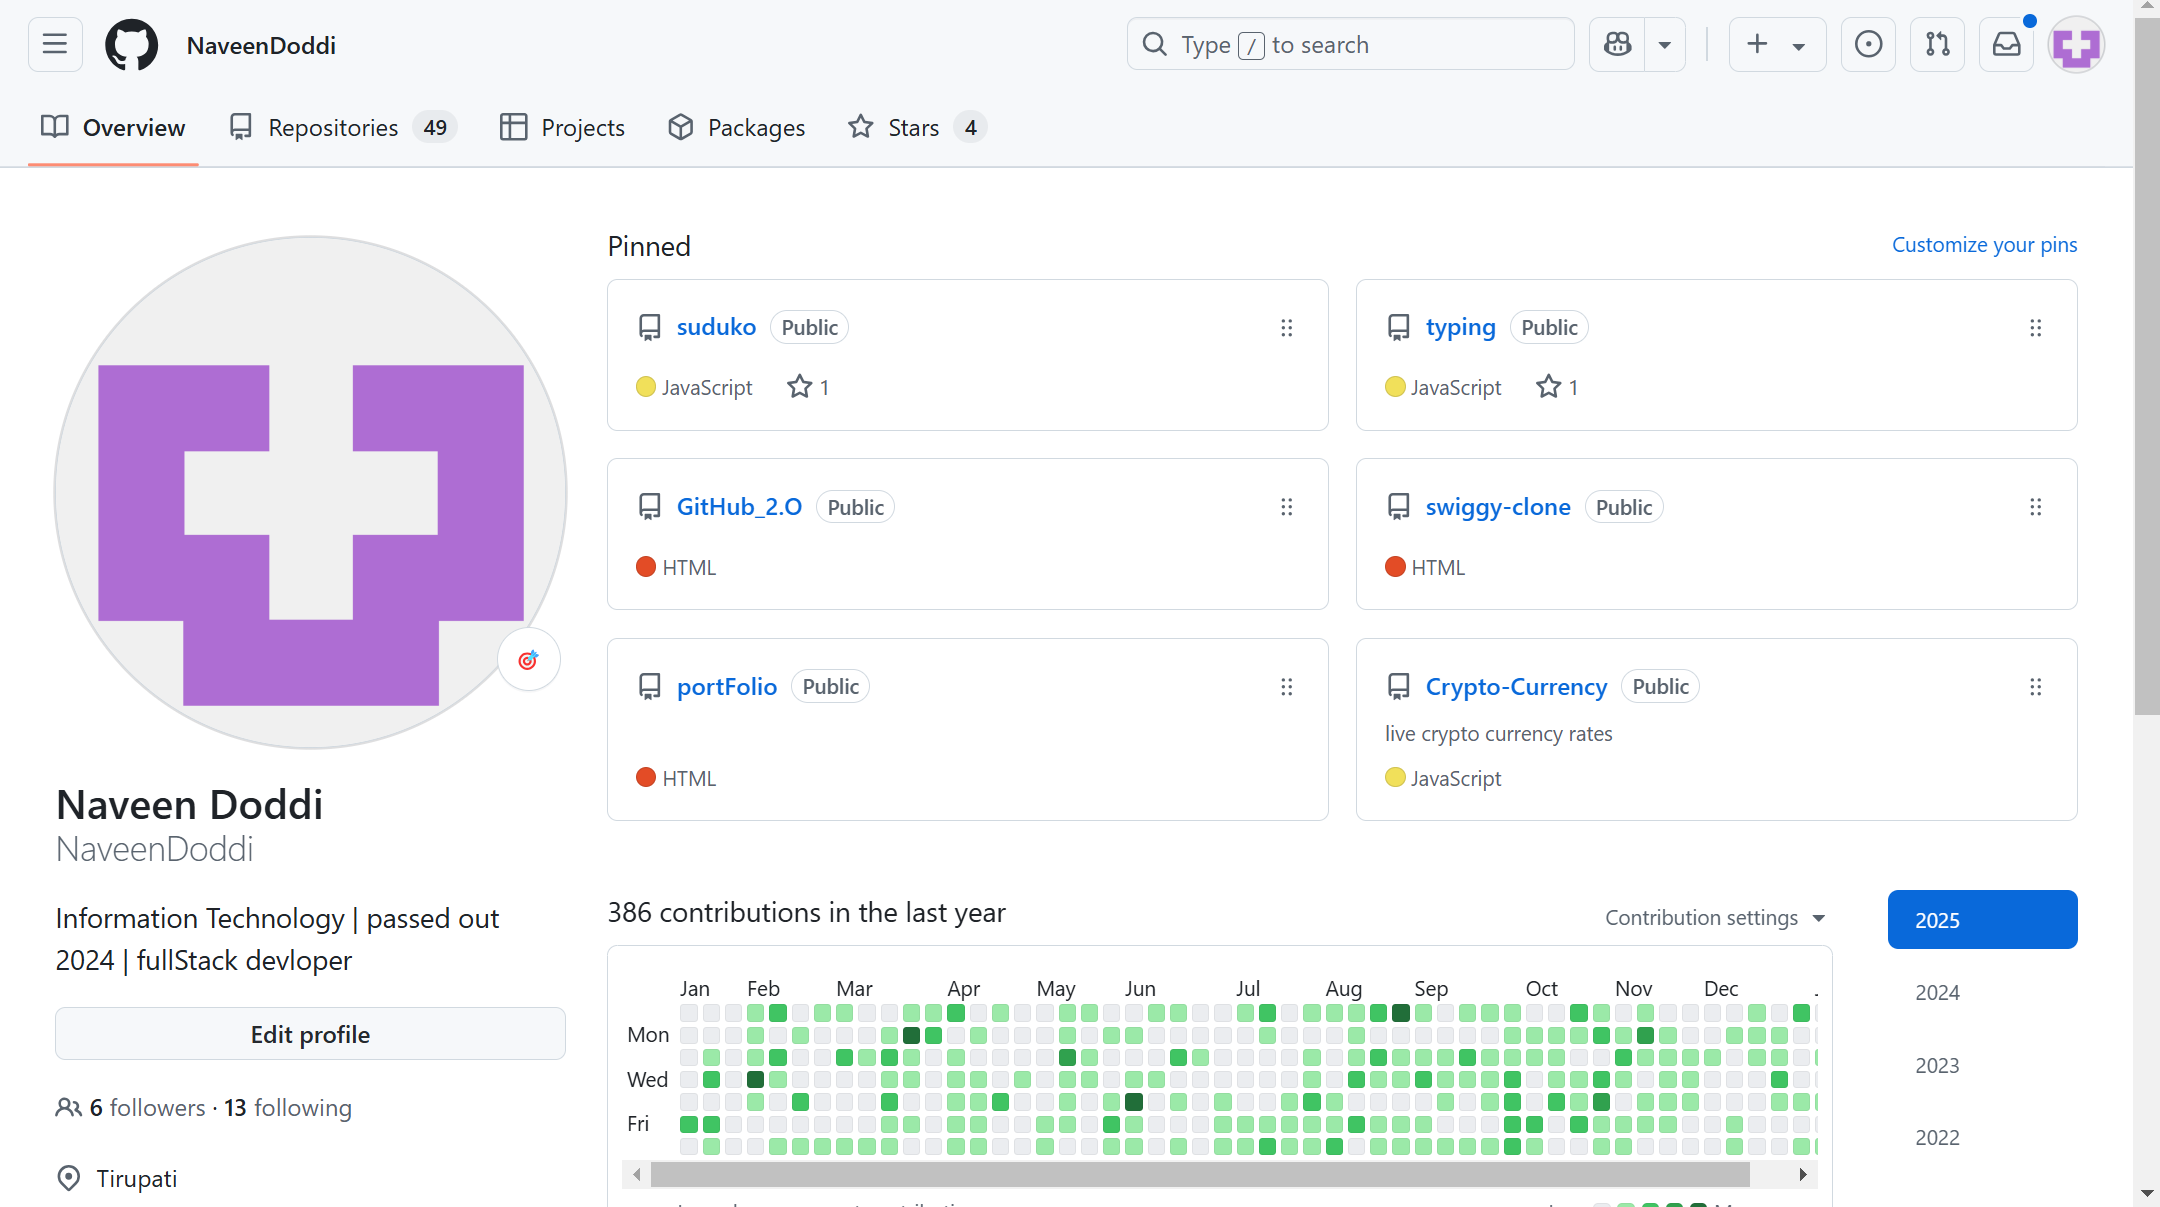 NaveenDoddi
Type / to search
Overview
Repositories 49
Projects
Packages
Stars 4
Pinned
Customize your pins
suduko Public
JavaScript 1
typing Public
JavaScript 1
GitHub_2.O Public
HTML
swiggy-clone Public
HTML
portFolio Public
HTML
Crypto-Currency Public
live crypto currency rates
JavaScript
Naveen Doddi
NaveenDoddi
Information Technology | passed out
2024 | fullStack devloper
Edit profile
6 followers · 13 following
Tirupati
386 contributions in the last year
Contribution settings
Jan Feb Mar Apr May Jun Jul Aug Sep Oct Nov Dec
Mon
Wed
Fri
2025
2024
2023
2022